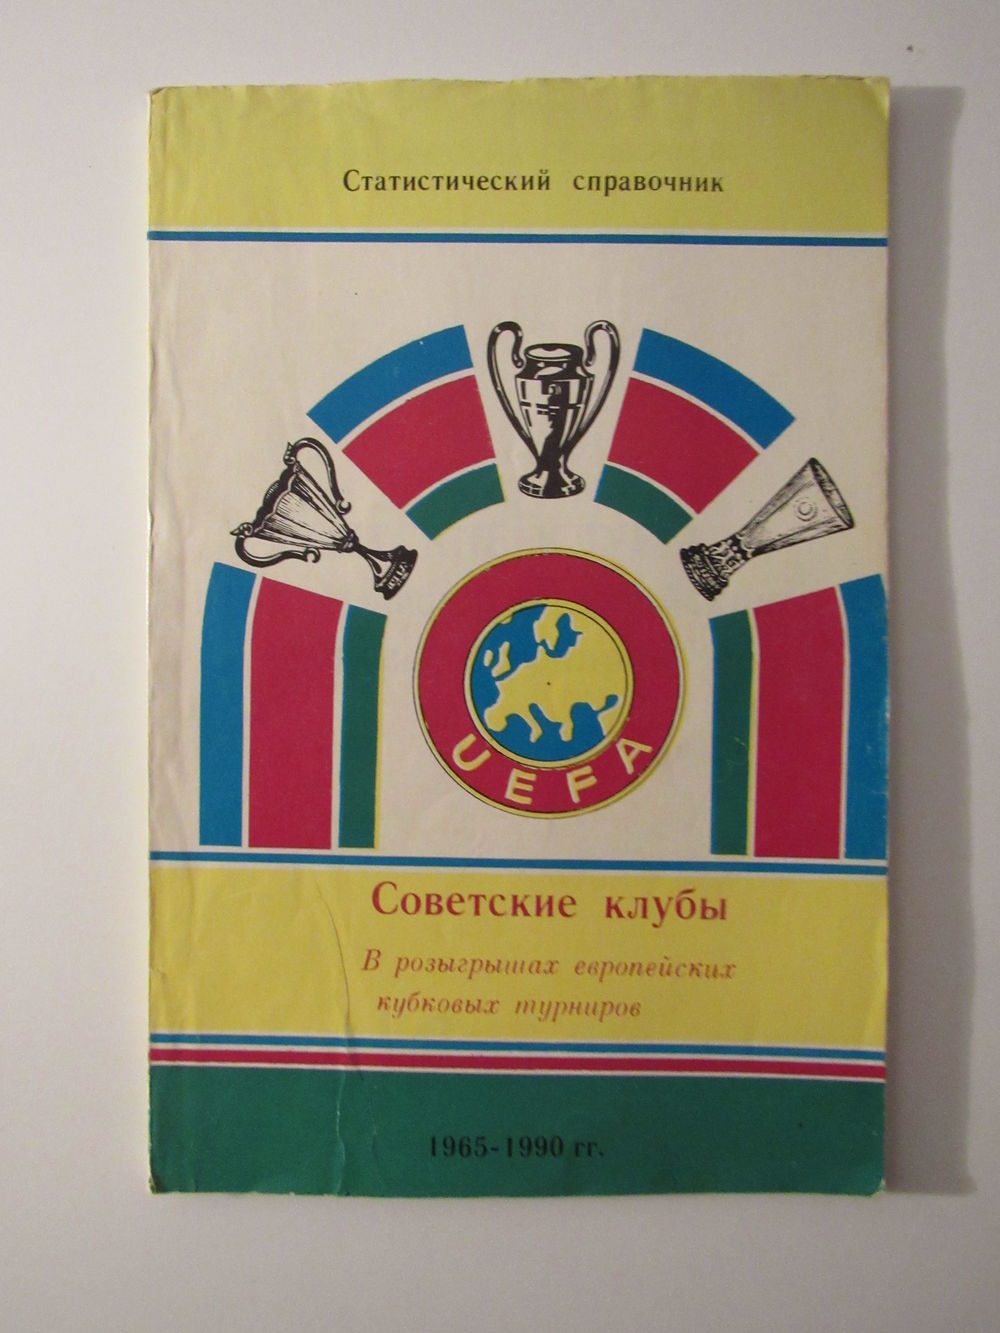 Статистический справочник
UEFA
Советские клубы
В розыгрышах европейских
кубковых турниров
1965-1990 гг.